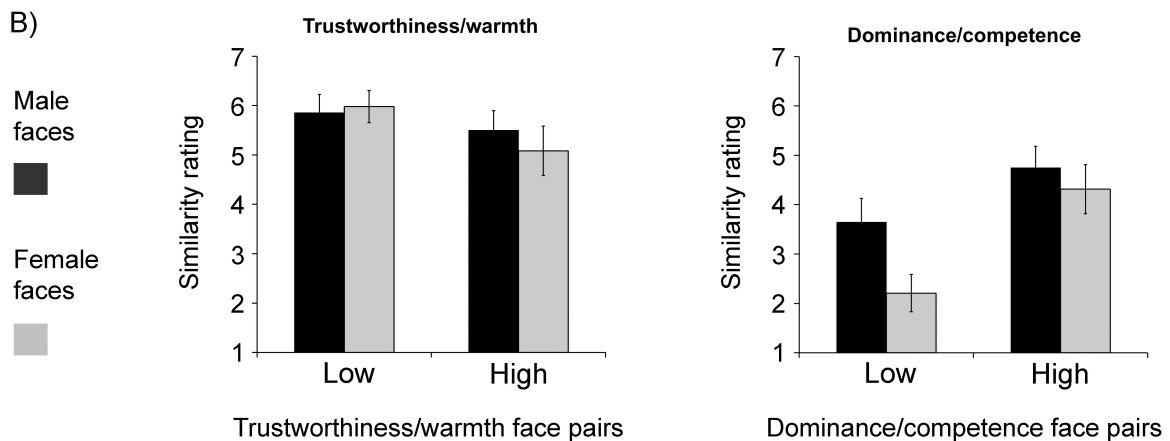 B)
Male
faces
Female
faces
Trustworthiness/warmth
7
6
5
4
3
2
1
Similarity rating
Low High
Trustworthiness/warmth face pairs
Dominance/competence
7
6
5
4
3
2
1
Similarity rating
Low High
Dominance/competence face pairs